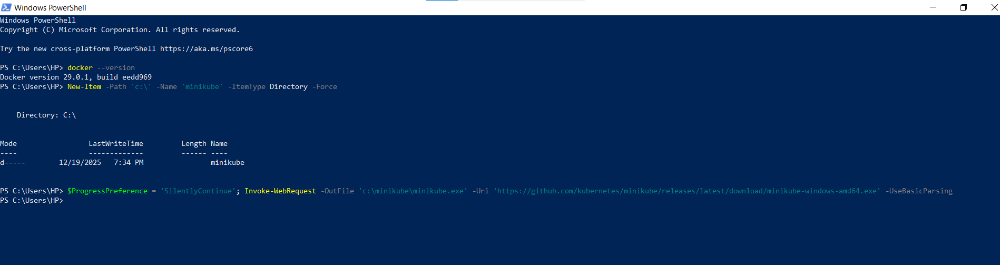 Windows PowerShell
Windows PowerShell
Copyright (C) Microsoft Corporation. All rights reserved.
Try the new cross-platform PowerShell https://aka.ms/pscore6
PS C:\Users\HP> docker --version
Docker version 29.0.1, build eedd969
PS C:\Users\HP> New-Item -Path 'c:\' -Name 'minikube' -ItemType Directory -Force
    Directory: C:\
Mode                 LastWriteTime         Length Name
----                 -------------         ------ ----
d-----        12/19/2025   7:34 PM                minikube
PS C:\Users\HP> $ProgressPreference = 'SilentlyContinue'; Invoke-WebRequest -OutFile 'c:\minikube\minikube.exe' -Uri 'https://github.com/kubernetes/minikube/releases/latest/download/minikube-windows-amd64.exe' -UseBasicParsing
PS C:\Users\HP>